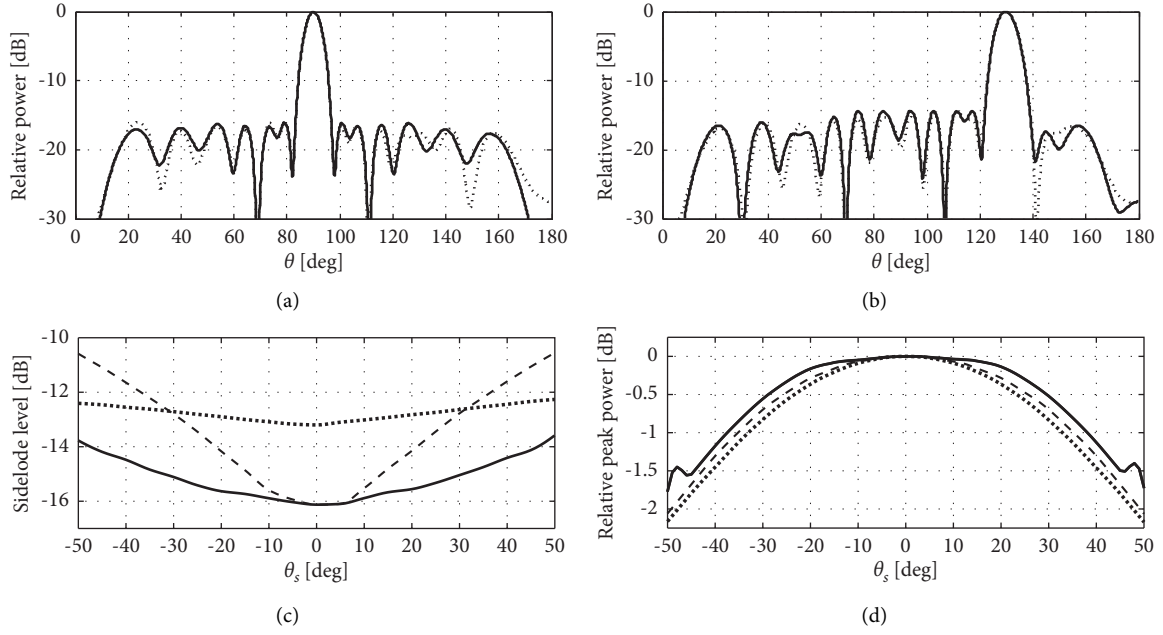 0
-10
-20
-30
Relative power [dB]
0 20 40 60 80 100 120 140 160 180
θ [deg]
(a)
0
-10
-20
-30
Relative power [dB]
0 20 40 60 80 100 120 140 160 180
θ [deg]
(b)
-10
-12
-14
-16
-17
Sidelode level [dB]
-50 -40 -30 -20 -10 0 10 20 30 40 50
θs [deg]
(c)
0
-0.5
-1
-1.5
-2
Relative peak power [dB]
-50 -40 -30 -20 -10 0 10 20 30 40 50
θs [deg]
(d)